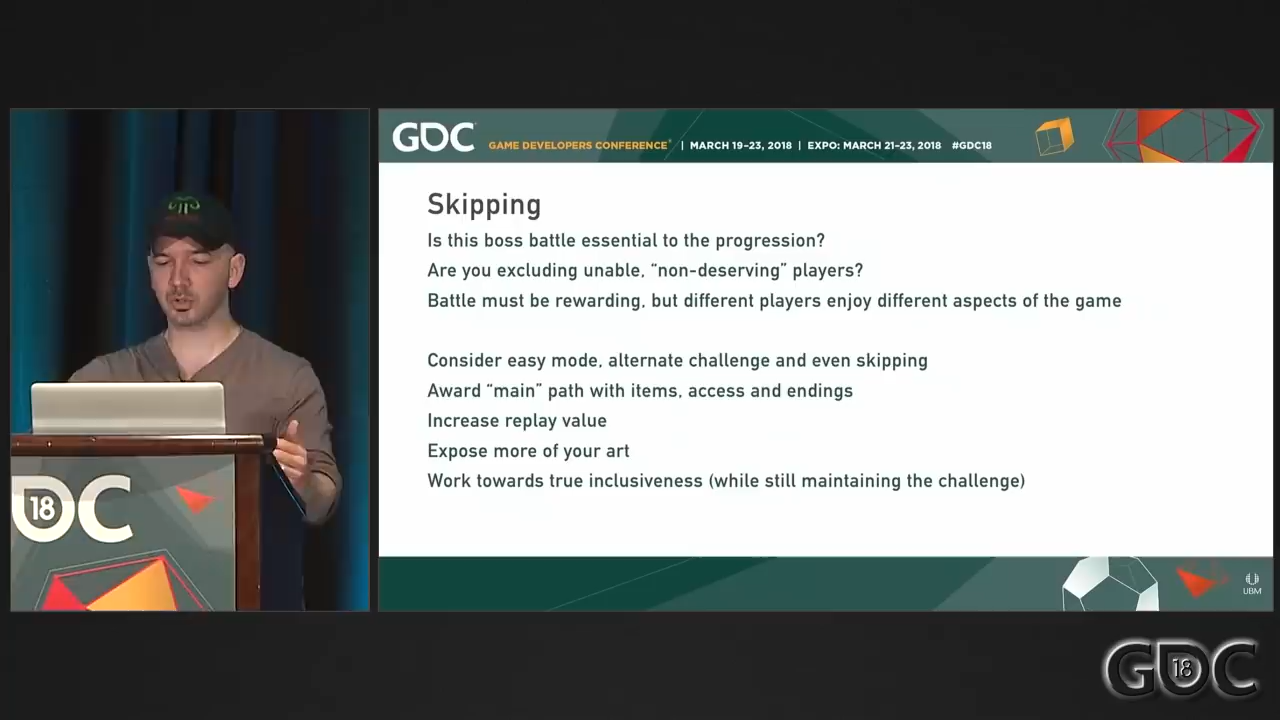 GDC
GAME DEVELOPERS CONFERENCE | MARCH 19–23, 2018 | EXPO: MARCH 21–23, 2018 #GDC18
Skipping
Is this boss battle essential to the progression?
Are you excluding unable, “non-deserving” players?
Battle must be rewarding, but different players enjoy different aspects of the game
Consider easy mode, alternate challenge and even skipping
Award “main” path with items, access and endings
Increase replay value
Expose more of your art
Work towards true inclusiveness (while still maintaining the challenge)
GDC
18
UBM
GDC
18